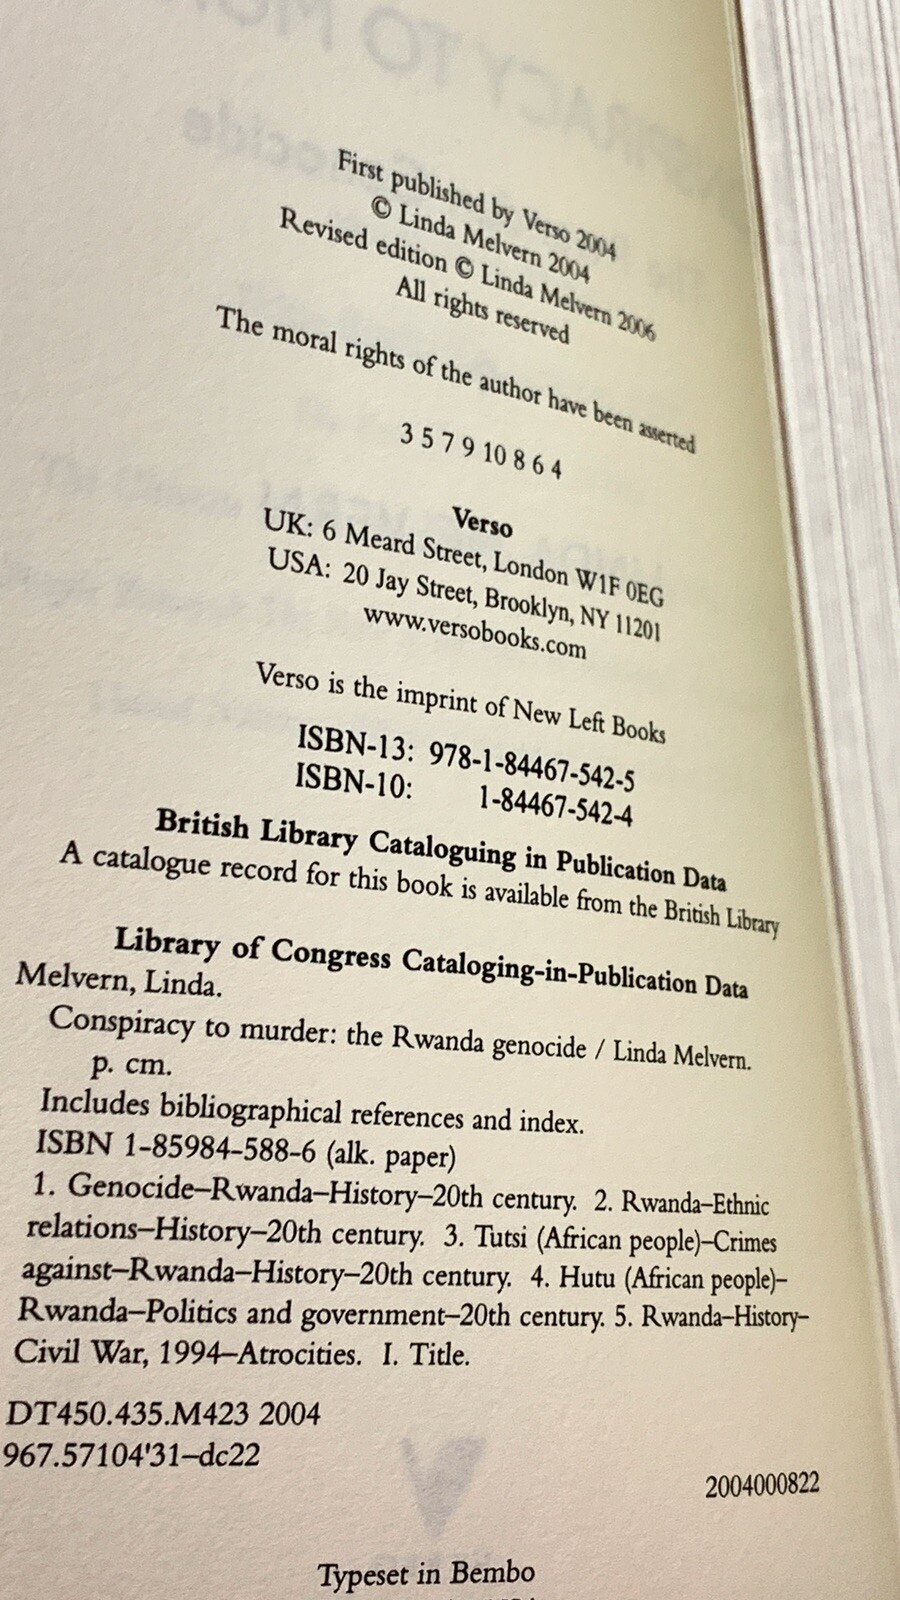 First published by Verso 2004
© Linda Melvern 2004
Revised edition © Linda Melvern 2006
All rights reserved
The moral rights of the author have been asserted
3 5 7 9 10 8 6 4
Verso
UK: 6 Meard Street, London W1F 0EG
USA: 20 Jay Street, Brooklyn, NY 11201
www.versobooks.com
Verso is the imprint of New Left Books
ISBN-13: 978-1-84467-542-5
ISBN-10: 1-84467-542-4
British Library Cataloguing in Publication Data
A catalogue record for this book is available from the British Library
Library of Congress Cataloging-in-Publication Data
Melvern, Linda.
Conspiracy to murder: the Rwanda genocide / Linda Melvern.
p. cm.
Includes bibliographical references and index.
ISBN 1-85984-588-6 (alk. paper)
1. Genocide–Rwanda–History–20th century. 2. Rwanda–Ethnic
relations–History–20th century. 3. Tutsi (African people)–Crimes
against–Rwanda–History–20th century. 4. Hutu (African people)–
Rwanda–Politics and government–20th century. 5. Rwanda–History–
Civil War, 1994–Atrocities. I. Title.
DT450.435.M423 2004
967.57104'31–dc22
2004000822
Typeset in Bembo